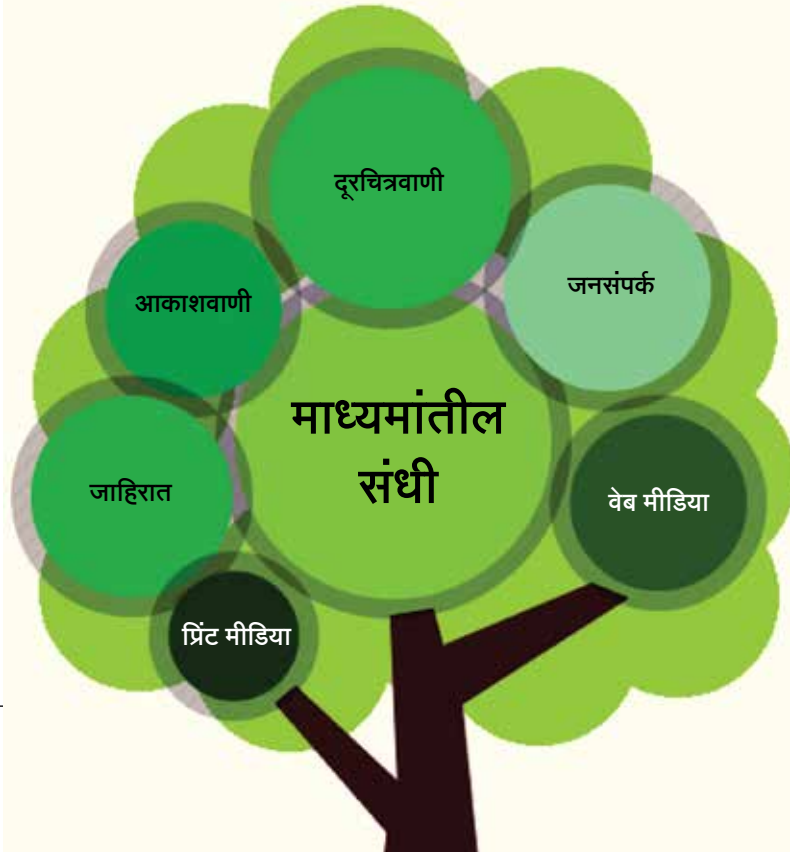 दूरचित्रवाणी
जनसंपर्क
आकाशवाणी
माध्यमांतील
संधी
जाहिरात
वेब मीडिया
प्रिंट मीडिया